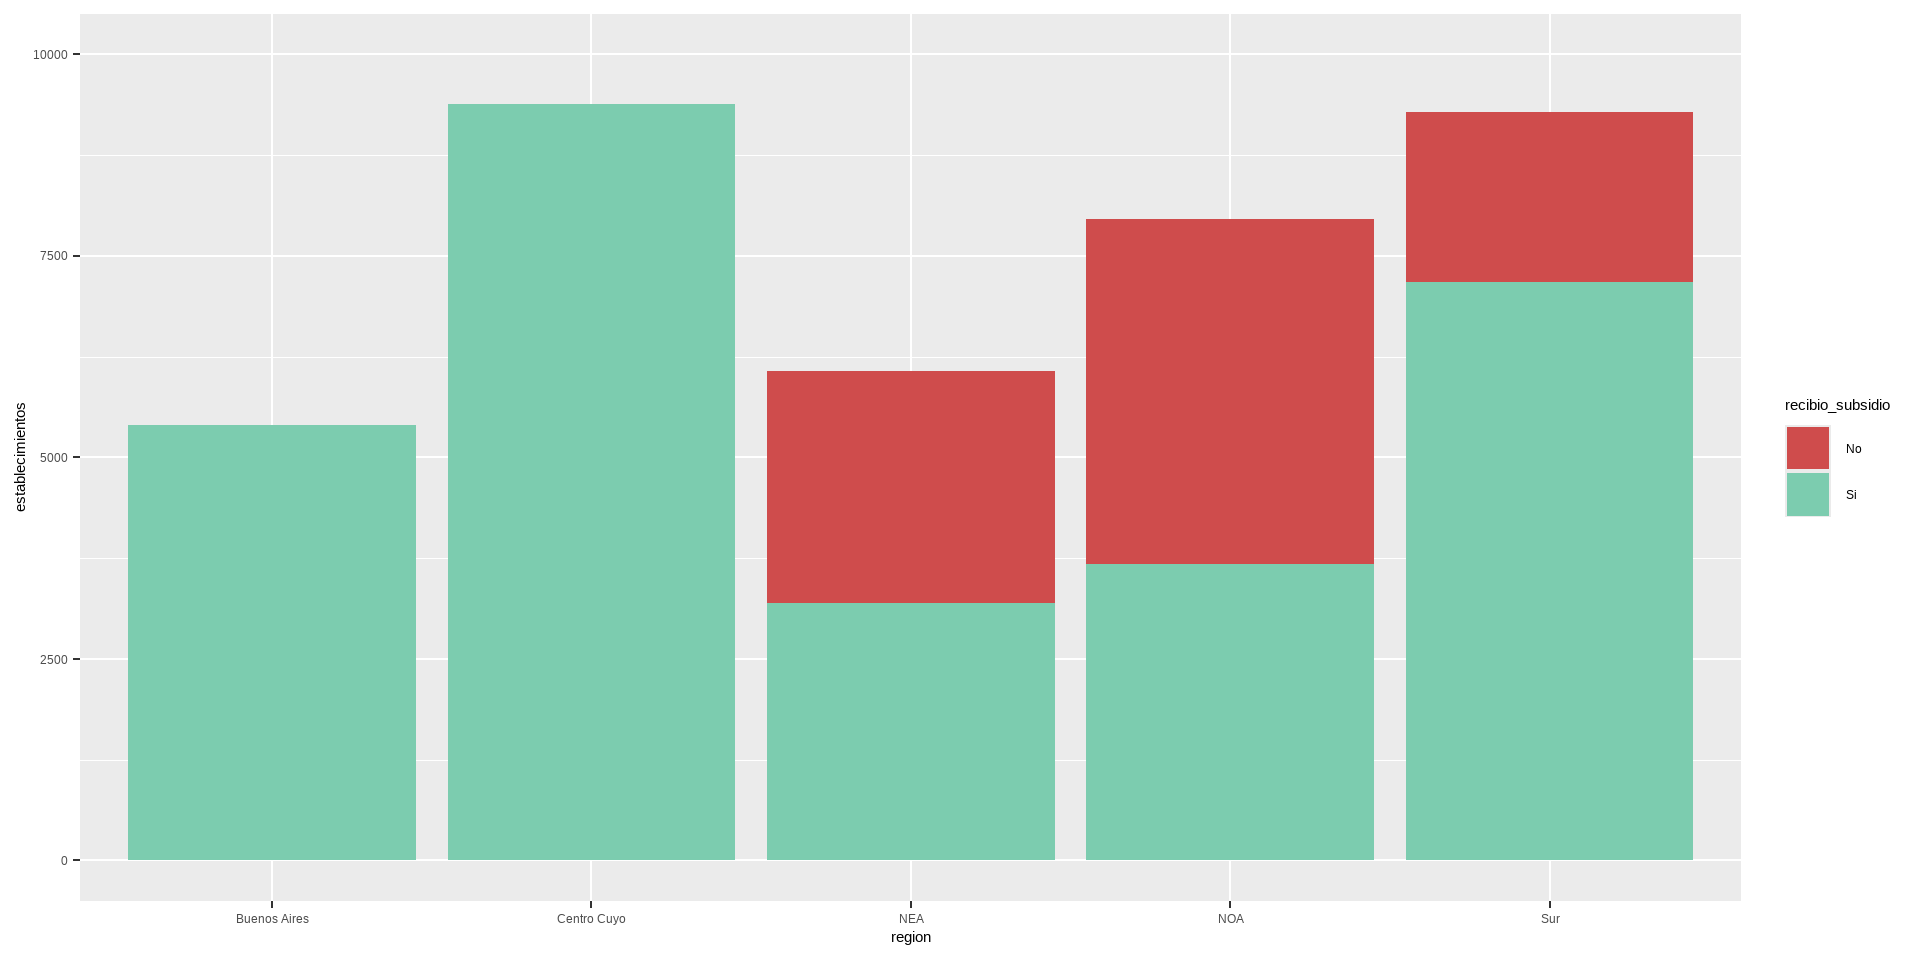 10000
7500
5000
2500
0
establecimientos
Buenos Aires
Centro Cuyo
NEA
NOA
Sur
region
recibio_subsidio
No
Si